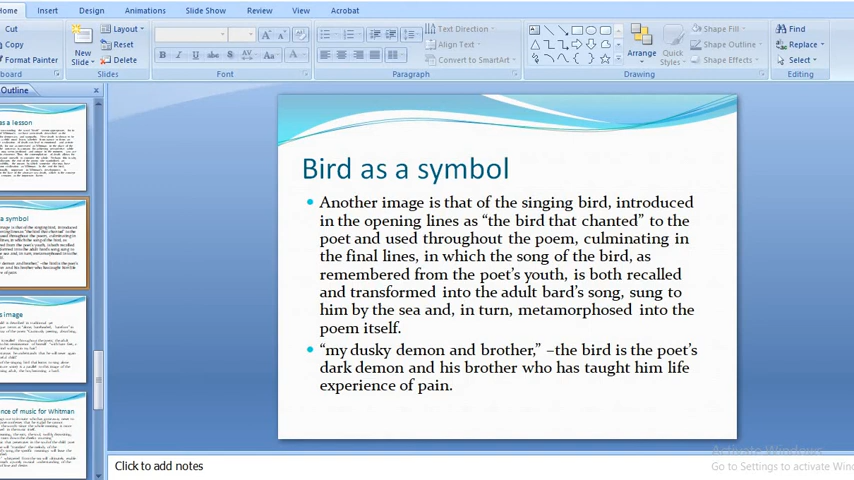 Home Insert Design Animations Slide Show Review View Add-Ins Acrobat
Cut
Copy
Format Painter
New
Slide
Layout
Reset
Delete
Slides
Font
Text Direction
Align Text
Convert to SmartArt
Paragraph
Arrange
Quick
Styles
Shape Fill
Shape Outline
Shape Effects
Drawing
Find
Replace
Select
Editing
Outline
Bird as a symbol
Another image is that of the singing bird, introduced
in the opening lines as “the bird that chanted” to the
poet and used throughout the poem, culminating in
the final lines, in which the song of the bird, as
remembered from the poet’s youth, is both recalled
and transformed into the adult bard’s song, sung to
him by the sea and, in turn, metamorphosed into the
poem itself.
“my dusky demon and brother,” –the bird is the poet’s
dark demon and his brother who has taught him life
experience of pain.
Click to add notes
Activate Windows
Go to Settings to activate Win